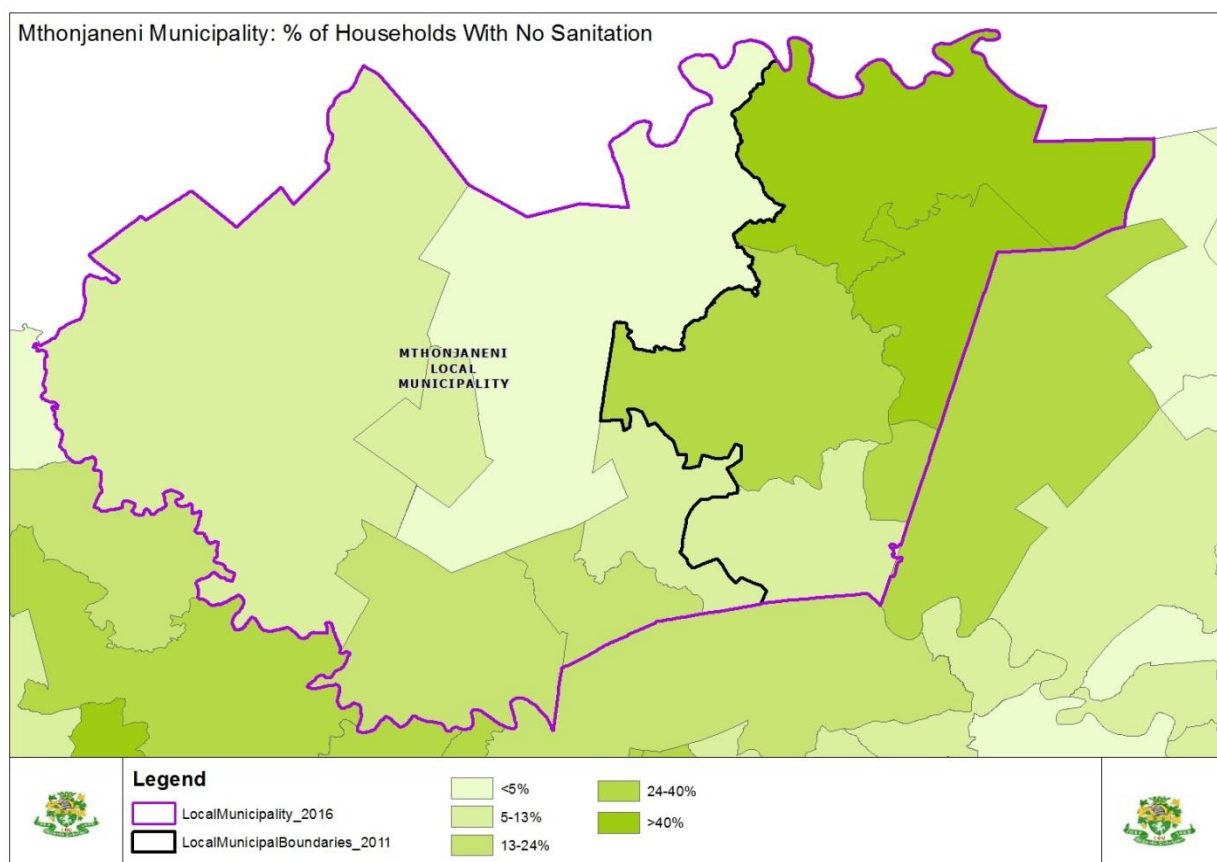 Mthonjaneni Municipality: % of Households With No Sanitation
MTHONJANENI
LOCAL
MUNICIPALITY
Legend
LocalMunicipality_2016
LocalMunicipalBoundaries_2011
<5%
5-13%
13-24%
24-40%
>40%